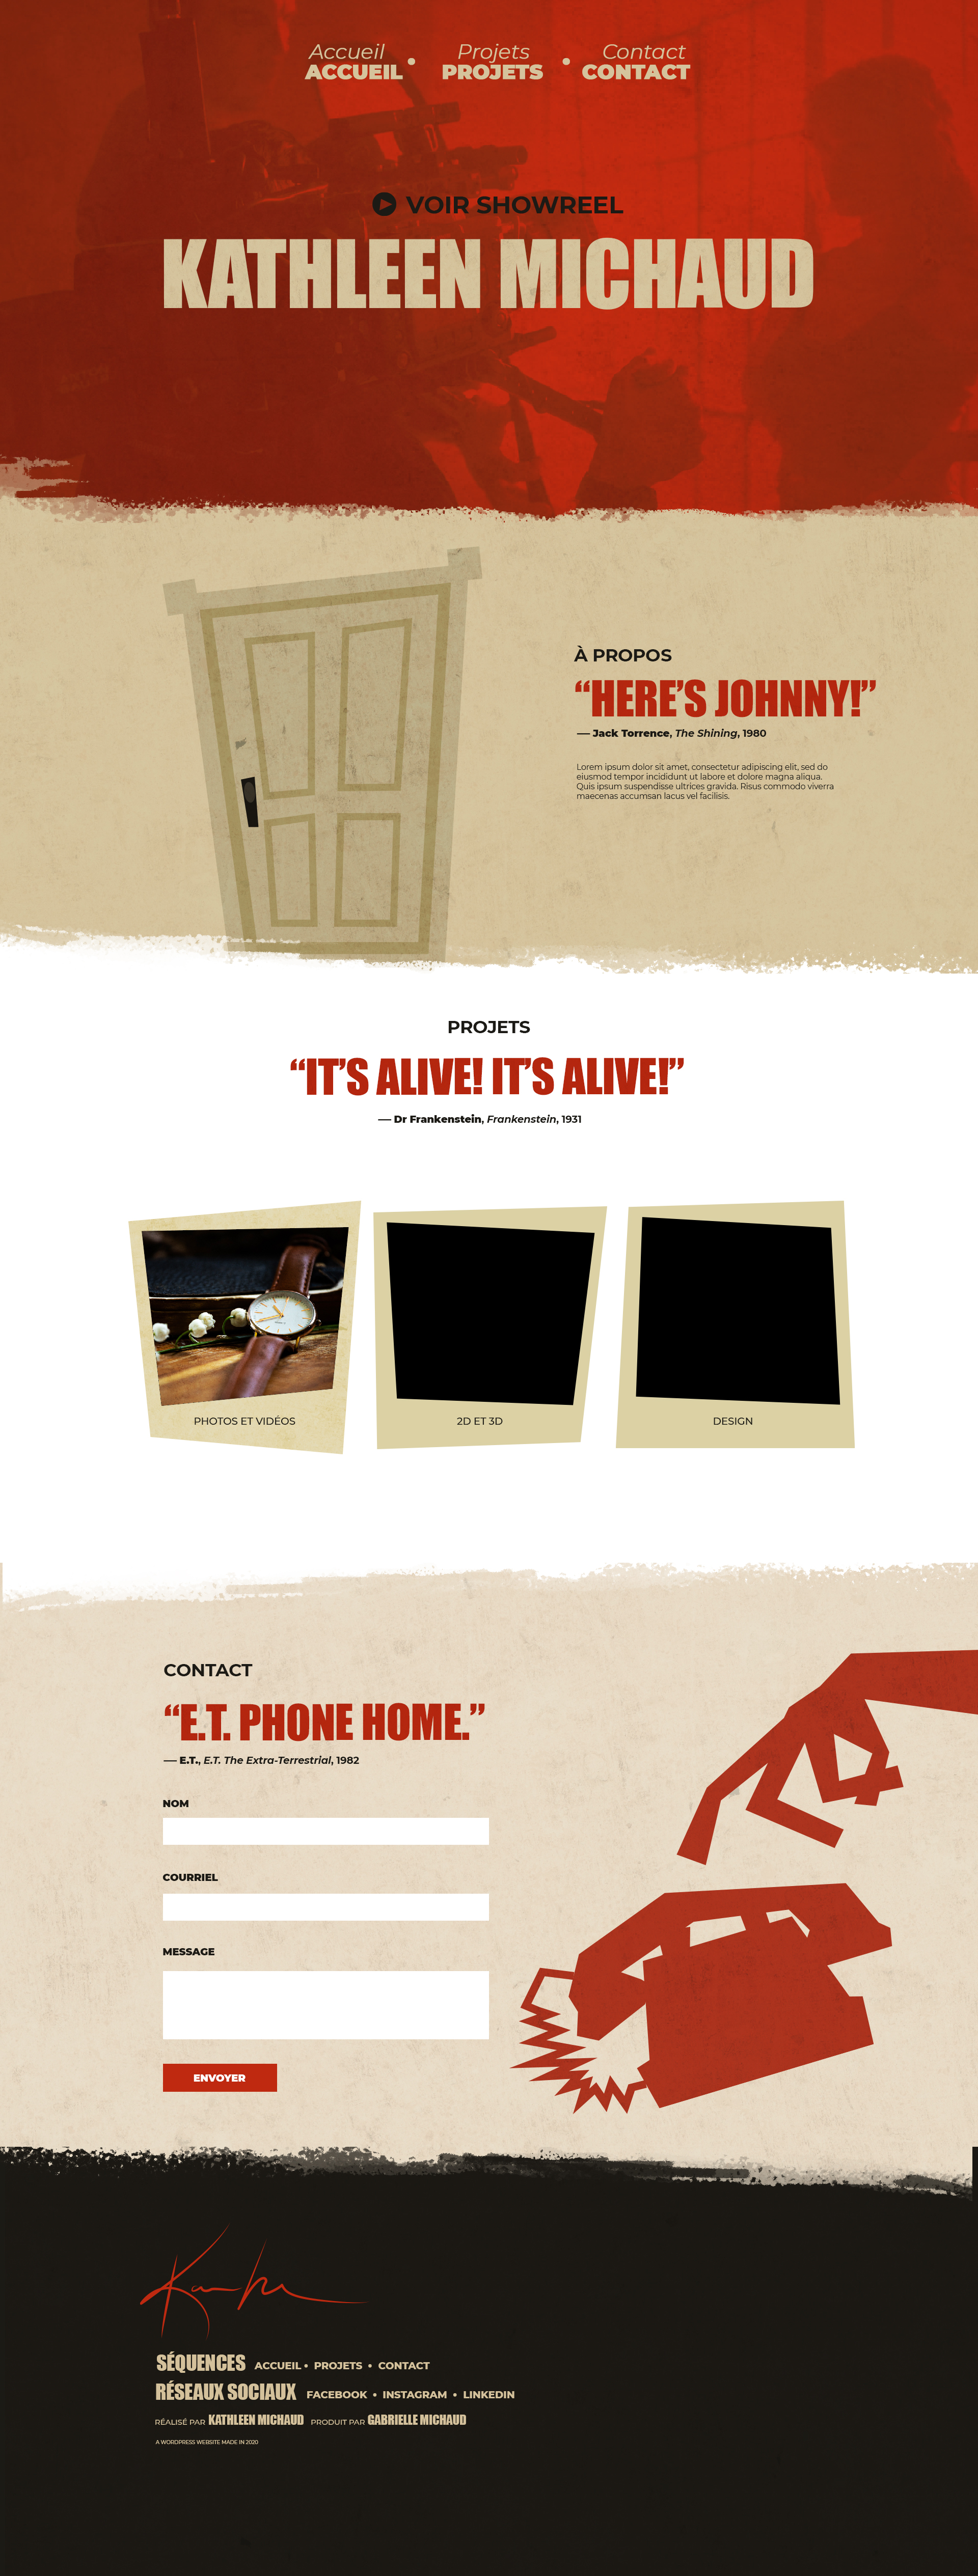 Accueil Projets Contact
ACCUEIL • PROJETS • CONTACT
VOIR SHOWREEL
KATHLEEN MICHAUD
À PROPOS
“HERE’S JOHNNY!”
— Jack Torrence, The Shining, 1980
Lorem ipsum dolor sit amet, consectetur adipiscing elit, sed do
eiusmod tempor incididunt ut labore et dolore magna aliqua.
Quis ipsum suspendisse ultrices gravida. Risus commodo viverra
maecenas accumsan lacus vel facilisis.
PROJETS
“IT’S ALIVE! IT’S ALIVE!”
— Dr Frankenstein, Frankenstein, 1931
PHOTOS ET VIDÉOS
2D ET 3D
DESIGN
CONTACT
“E.T. PHONE HOME.”
— E.T., E.T. The Extra-Terrestrial, 1982
NOM
COURRIEL
MESSAGE
ENVOYER
SÉQUENCES ACCUEIL • PROJETS • CONTACT
RÉSEAUX SOCIAUX FACEBOOK • INSTAGRAM • LINKEDIN
RÉALISÉ PAR KATHLEEN MICHAUD PRODUIT PAR GABRIELLE MICHAUD
A WORDPRESS WEBSITE MADE IN 2020